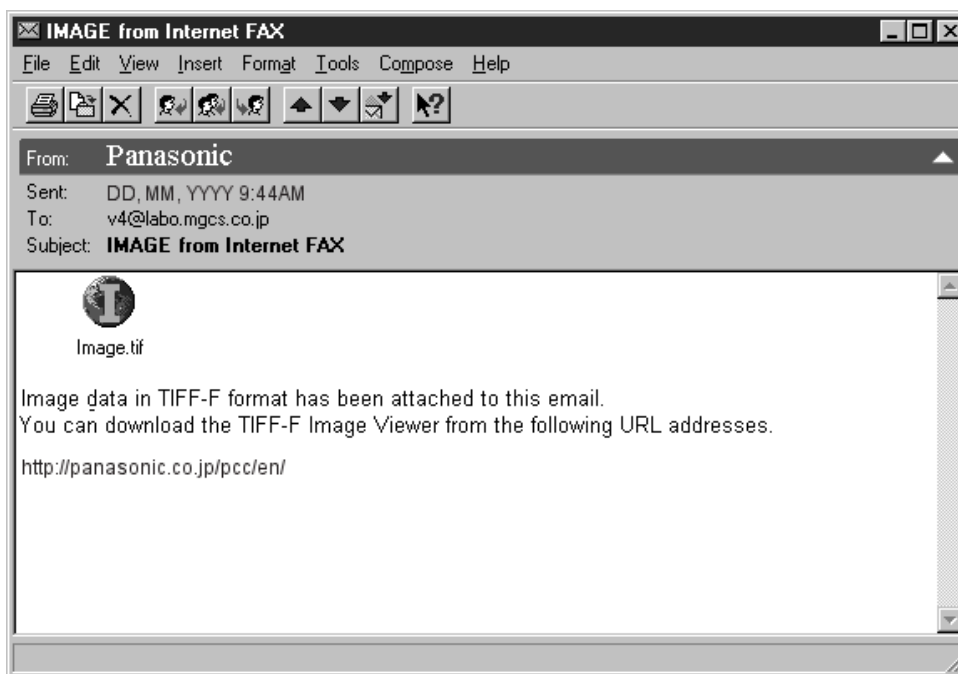 IMAGE from Internet FAX
File Edit View Insert Format Tools Compose Help
From: Panasonic
Sent: DD, MM, YYYY 9:44AM
To: v4@labo.mgcs.co.jp
Subject: IMAGE from Internet FAX
I
Image.tif
Image data in TIFF-F format has been attached to this email.
You can download the TIFF-F Image Viewer from the following URL addresses.
http://panasonic.co.jp/pcc/en/